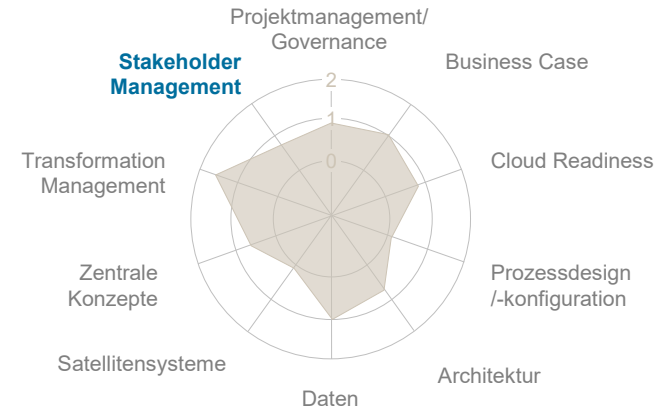 Projektmanagement/
Governance
Stakeholder
Management
Business Case
2
1
0
Transformation
Management
Cloud Readiness
Zentrale
Konzepte
Prozessdesign
/-konfiguration
Satellitensysteme
Architektur
Daten